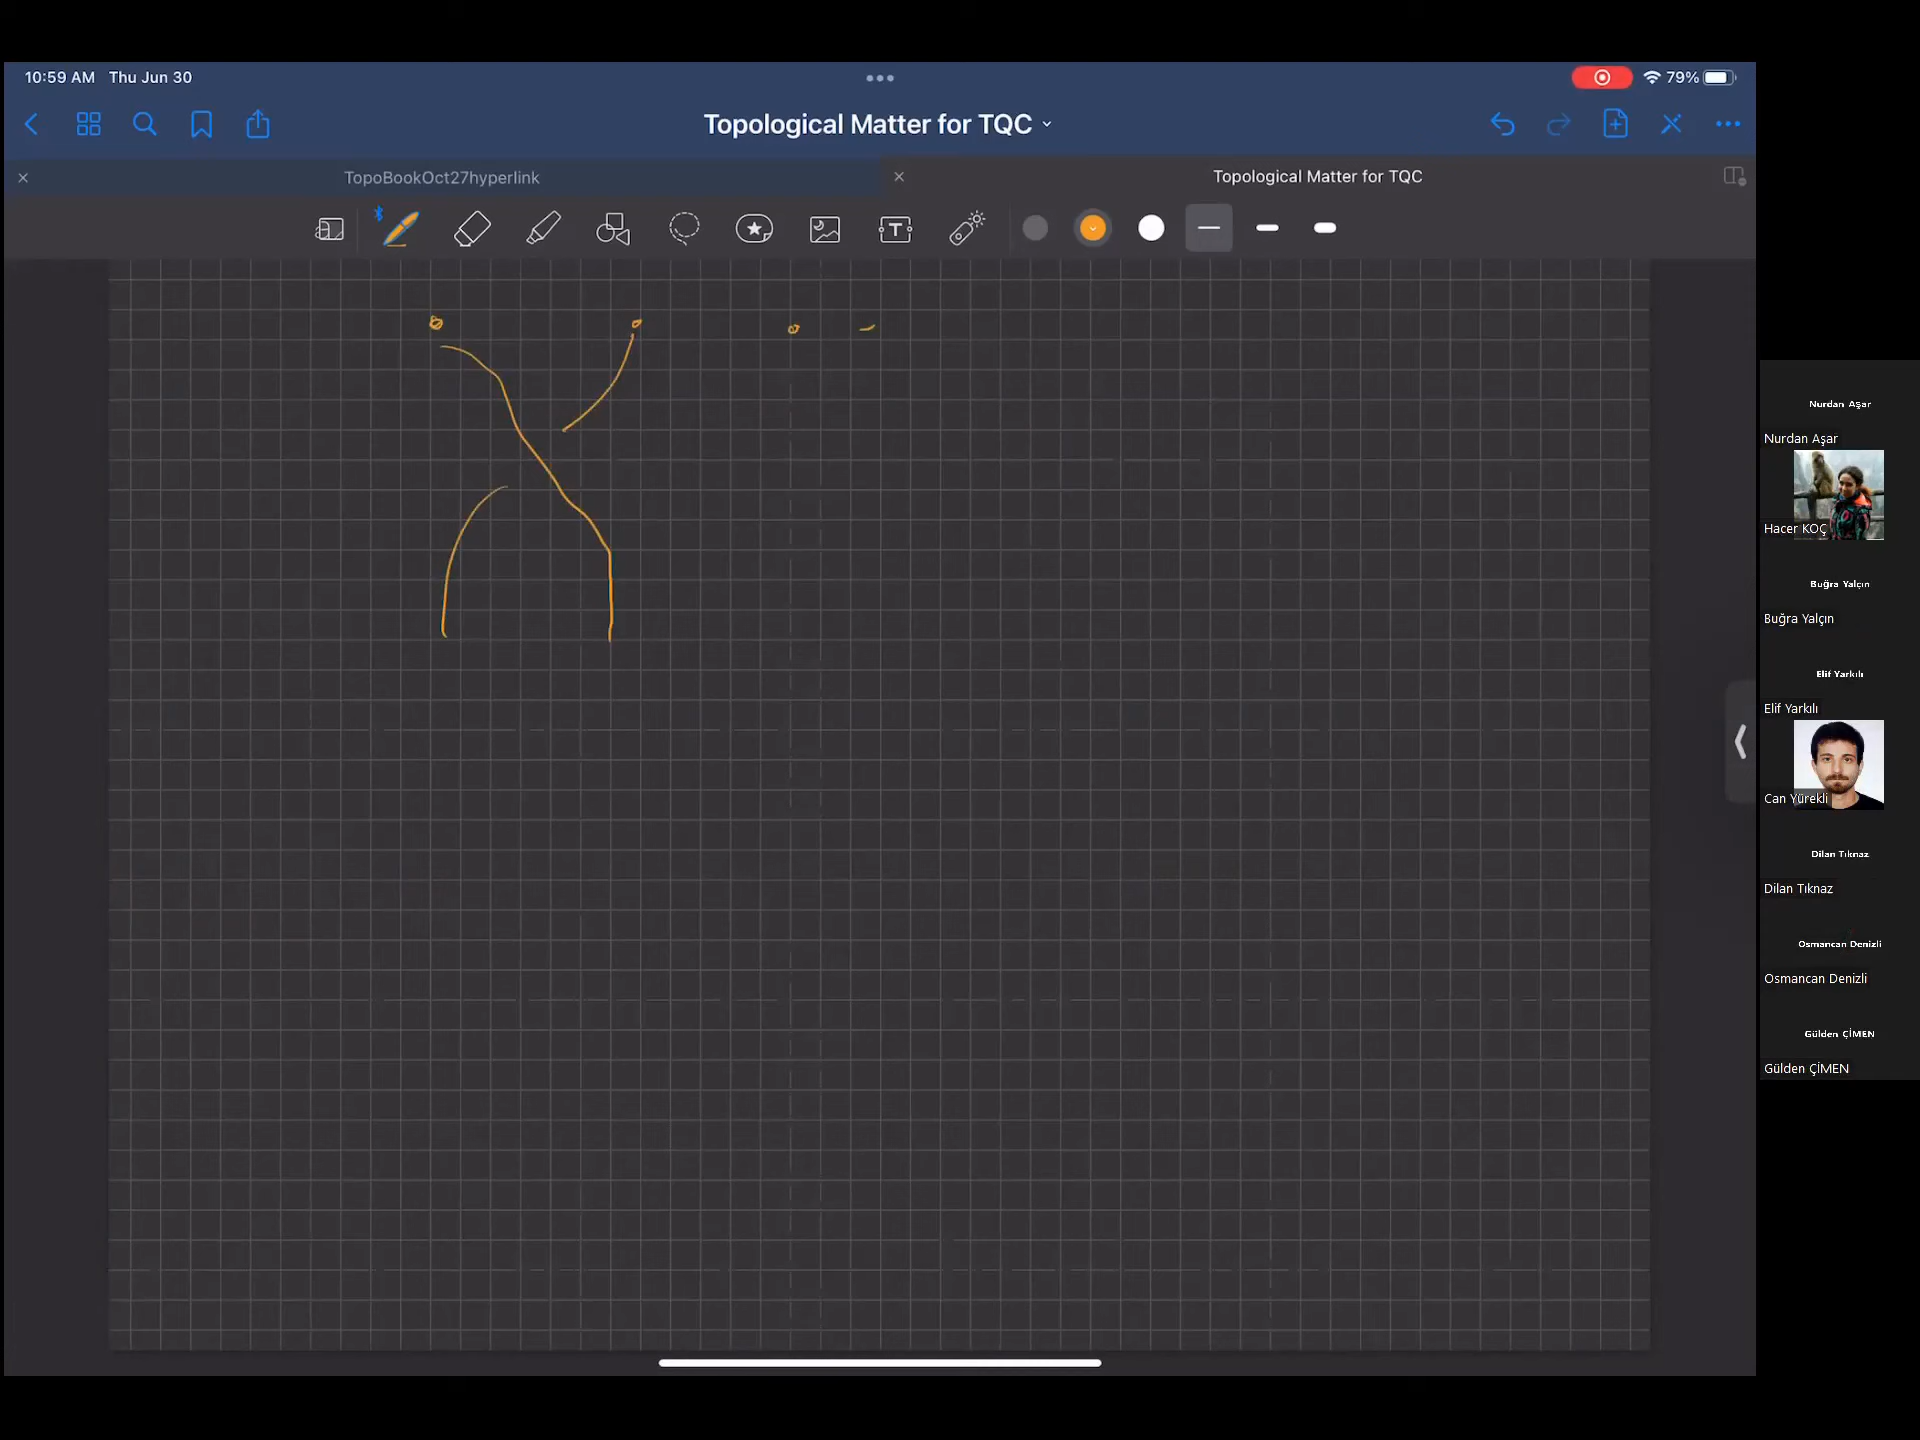 10:59 AM Thu Jun 30
79%
Topological Matter for TQC
TopoBookOct27hyperlink
Topological Matter for TQC
T
Nurdan Aşar
Nurdan Aşar
Hacer KOÇ
Buğra Yalçın
Buğra Yalçın
Elif Yarkılı
Elif Yarkılı
Can Yürekli
Dilan Tıknaz
Dilan Tıknaz
Osmancan Denizli
Osmancan Denizli
Gülden ÇİMEN
Gülden ÇİMEN